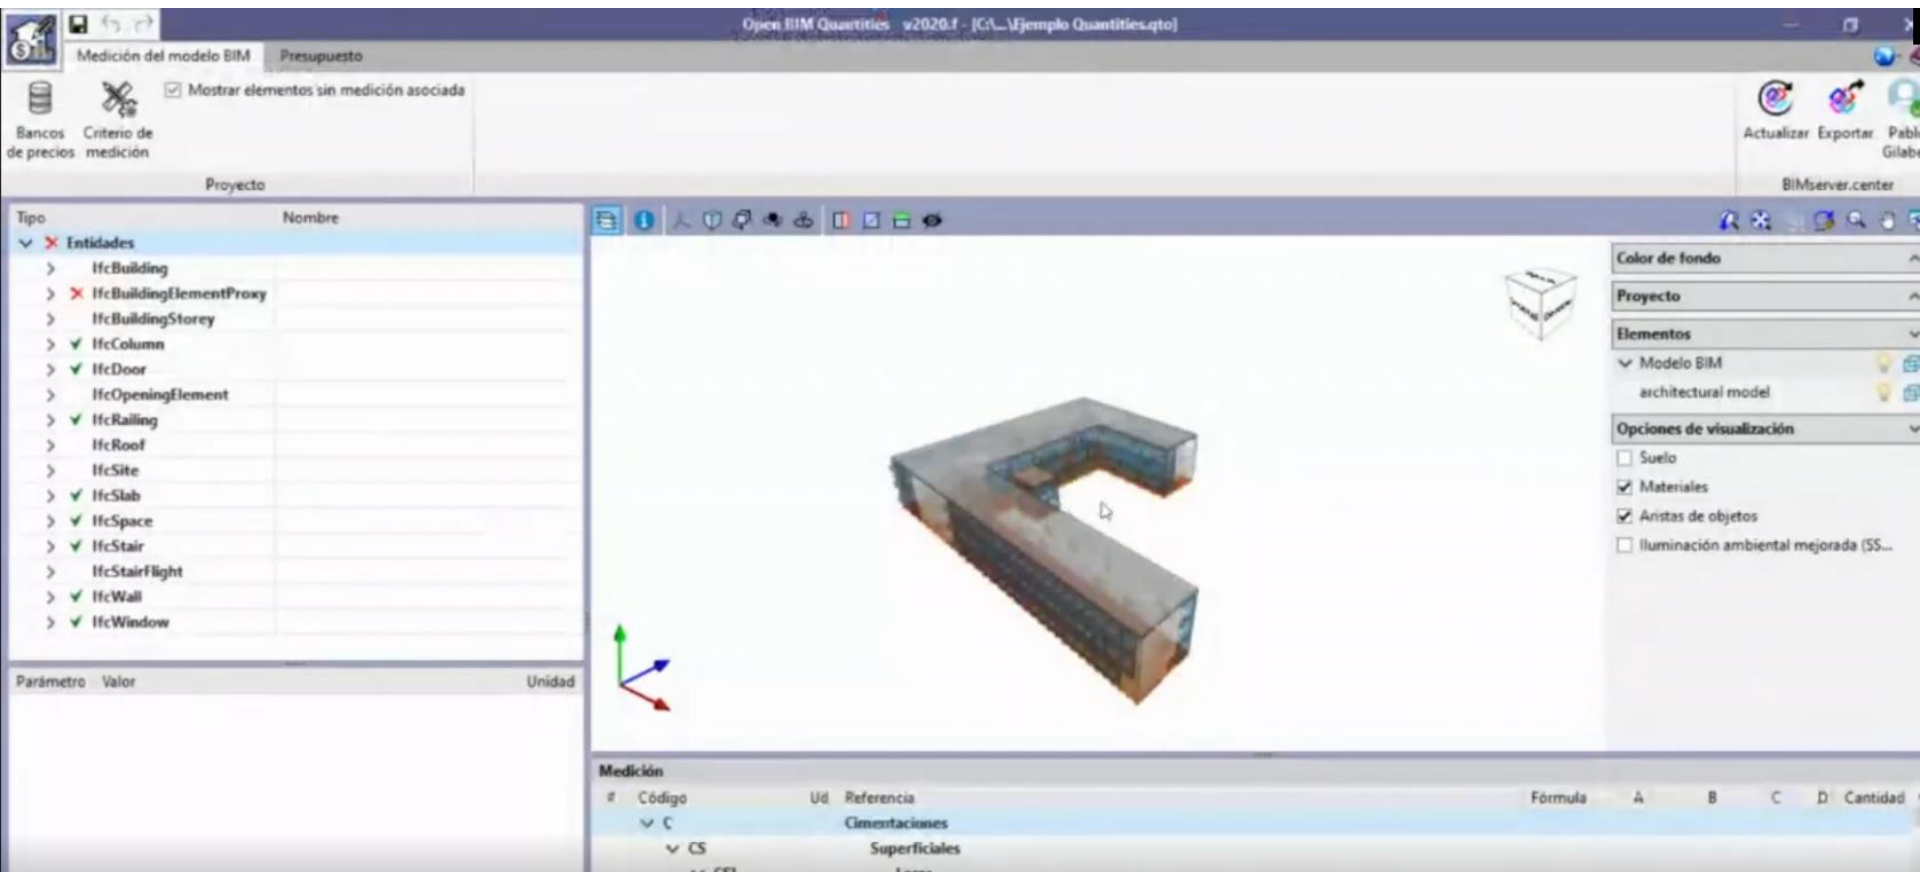 Open BIM Quantities v2020.f - [C:\...\Ejemplo Quantities.qto]
Medición del modelo BIM Presupuesto
Mostrar elementos sin medición asociada
Bancos de precios
Criterio de medición
Proyecto
Actualizar Exportar
BIMserver.center
Tipo Nombre
Entidades
IfcBuilding
IfcBuildingElementProxy
IfcBuildingStorey
IfcColumn
IfcDoor
IfcOpeningElement
IfcRailing
IfcRoof
IfcSite
IfcSlab
IfcSpace
IfcStair
IfcStairFlight
IfcWall
IfcWindow
Parámetro Valor Unidad
Color de fondo
Proyecto
Elementos
Modelo BIM
architectural model
Opciones de visualización
Suelo
Materiales
Aristas de objetos
Iluminación ambiental mejorada (SS...
Medición
# Código Ud Referencia Fórmula A B C D Cantidad
C Cimentaciones
CS Superficiales